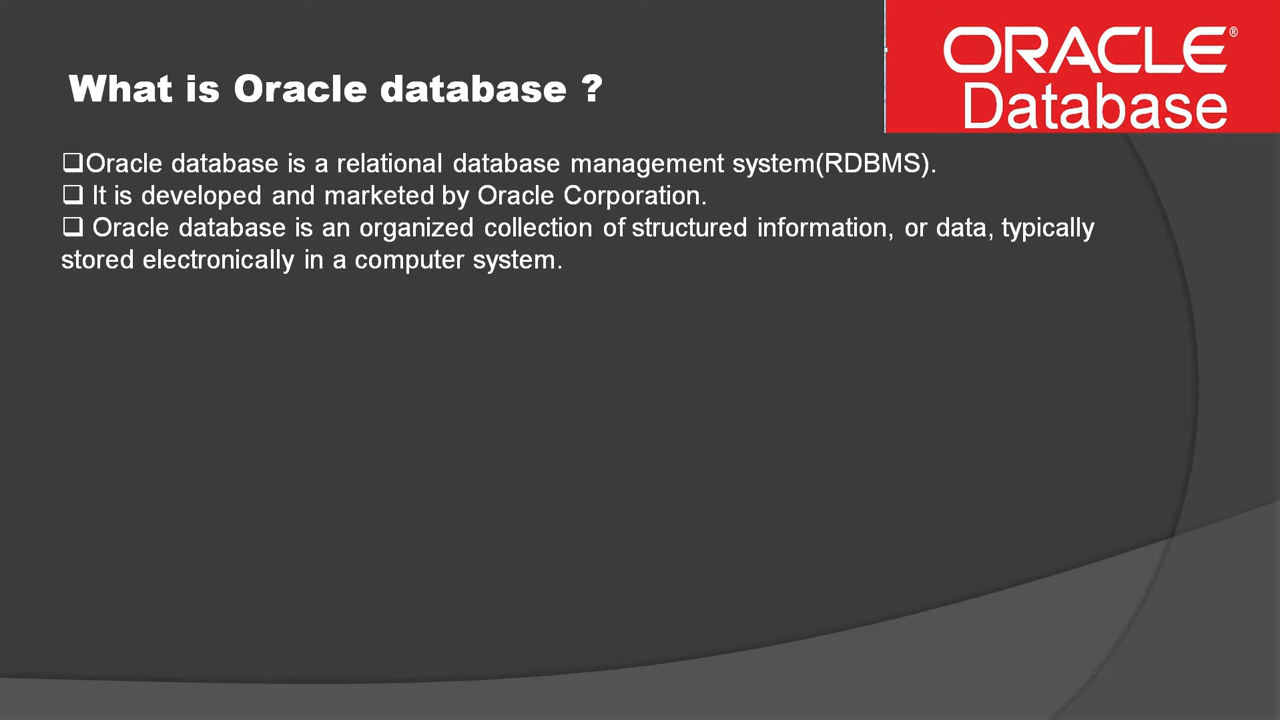 ORACLE®
Database
What is Oracle database ?
❑Oracle database is a relational database management system(RDBMS).
❑ It is developed and marketed by Oracle Corporation.
❑ Oracle database is an organized collection of structured information, or data, typically
stored electronically in a computer system.